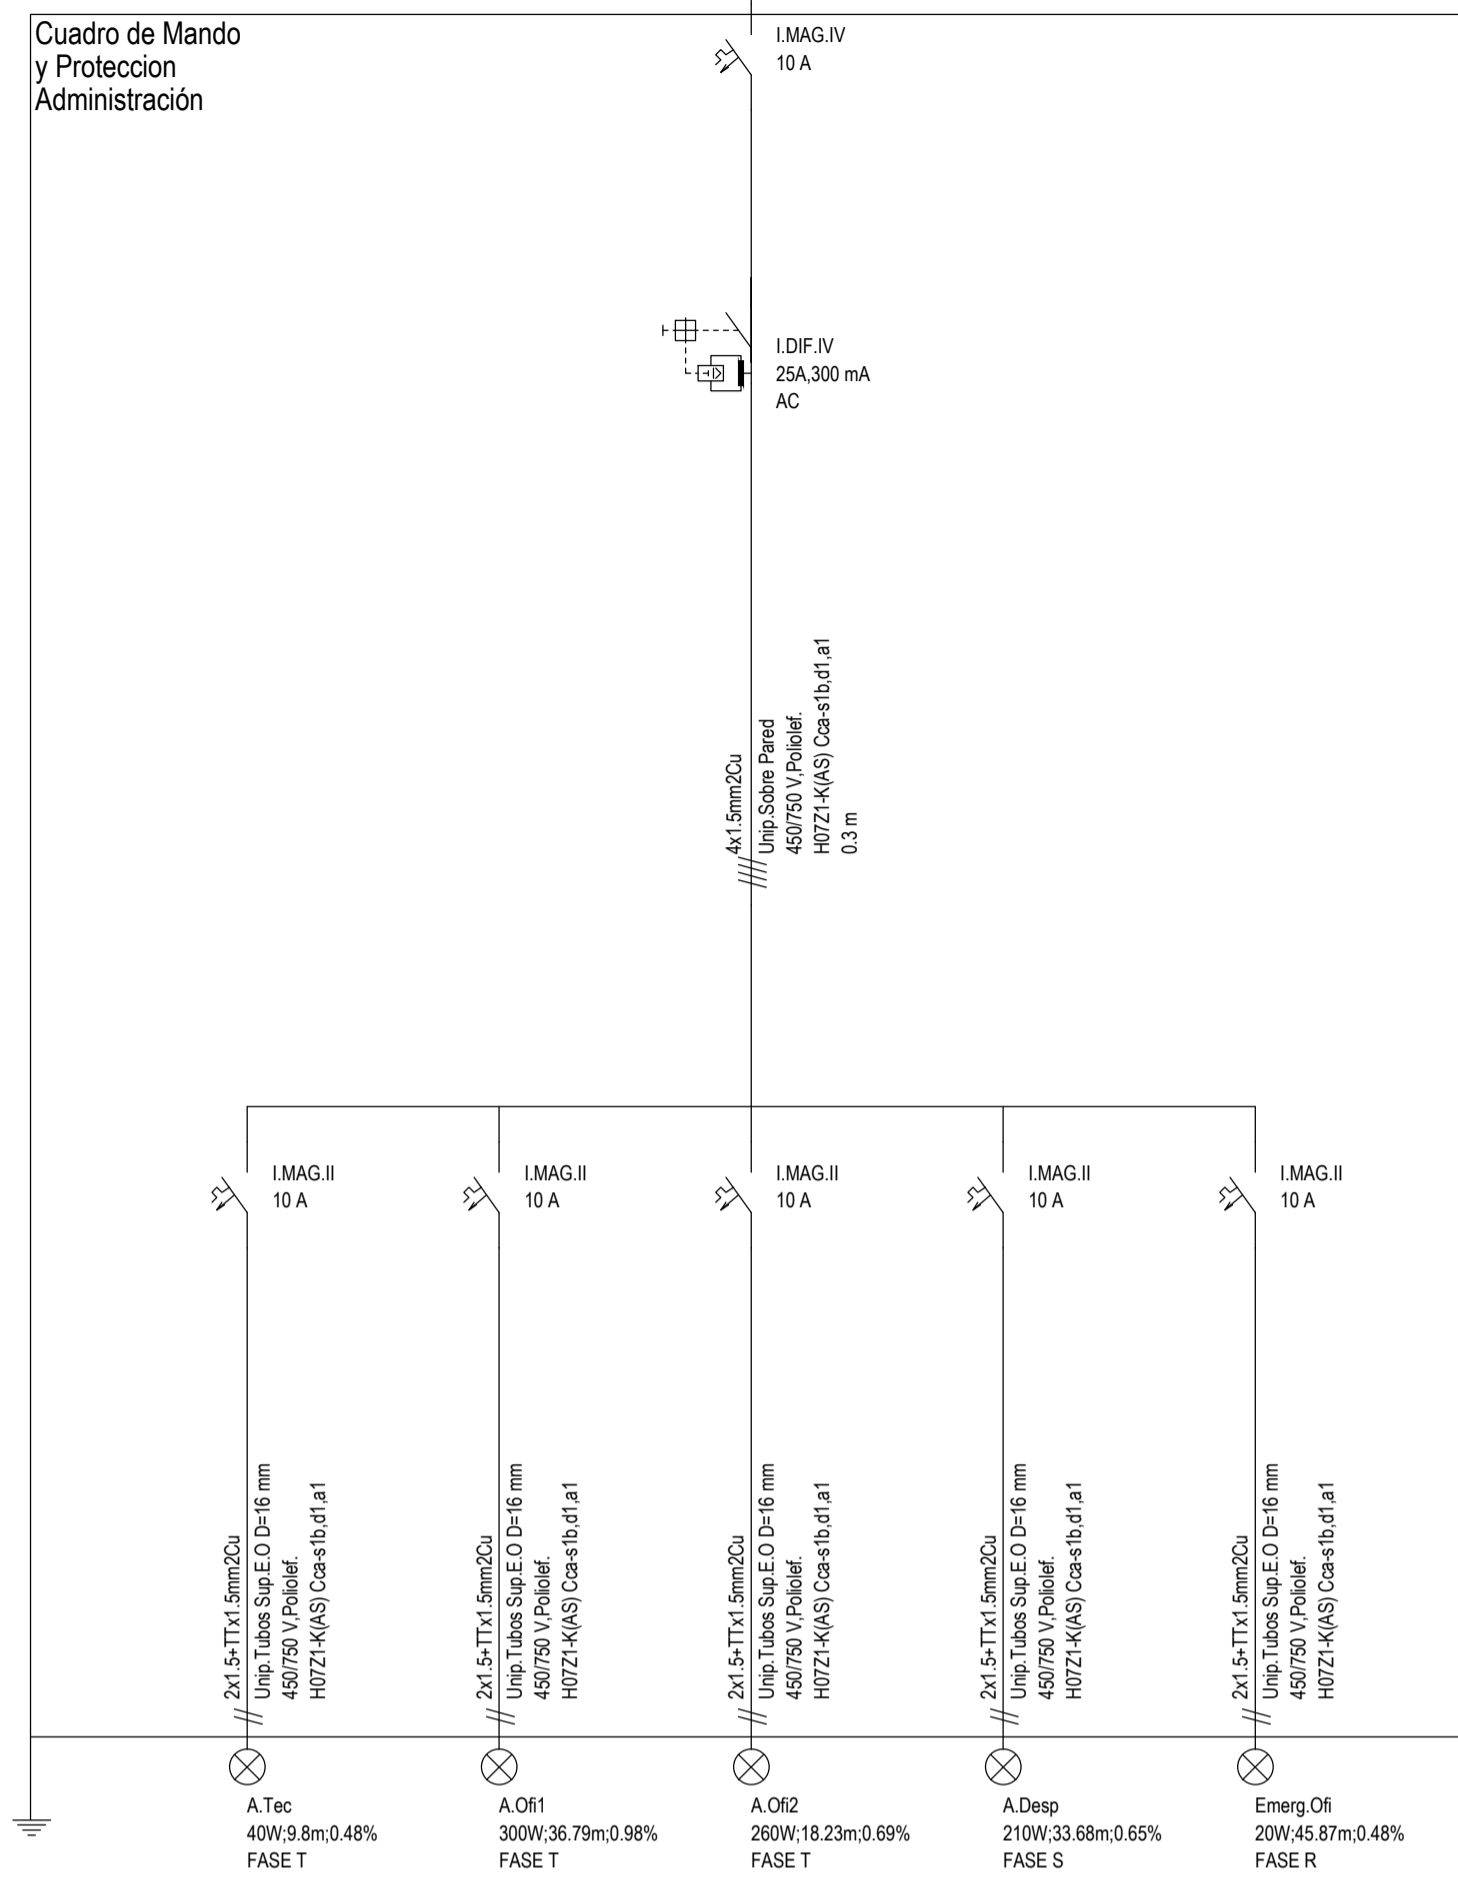 Cuadro de Mando
y Proteccion
Administración
I.MAG.IV
10 A
I.DIF.IV
25A,300 mA
AC
4x1.5mm2Cu
Unip.Sobre Pared
450/750 V,Poliolef.
H07Z1-K(AS) Cca-s1b,d1,a1
0.3 m
I.MAG.II
10 A
I.MAG.II
10 A
I.MAG.II
10 A
I.MAG.II
10 A
I.MAG.II
10 A
2x1.5+TTx1.5mm2Cu
Unip.Tubos Sup.E.O D=16 mm
450/750 V,Poliolef.
H07Z1-K(AS) Cca-s1b,d1,a1
2x1.5+TTx1.5mm2Cu
Unip.Tubos Sup.E.O D=16 mm
450/750 V,Poliolef.
H07Z1-K(AS) Cca-s1b,d1,a1
2x1.5+TTx1.5mm2Cu
Unip.Tubos Sup.E.O D=16 mm
450/750 V,Poliolef.
H07Z1-K(AS) Cca-s1b,d1,a1
2x1.5+TTx1.5mm2Cu
Unip.Tubos Sup.E.O D=16 mm
450/750 V,Poliolef.
H07Z1-K(AS) Cca-s1b,d1,a1
2x1.5+TTx1.5mm2Cu
Unip.Tubos Sup.E.O D=16 mm
450/750 V,Poliolef.
H07Z1-K(AS) Cca-s1b,d1,a1
A.Tec
40W;9.8m;0.48%
FASE T
A.Ofi1
300W;36.79m;0.98%
FASE T
A.Ofi2
260W;18.23m;0.69%
FASE T
A.Desp
210W;33.68m;0.65%
FASE S
Emerg.Ofi
20W;45.87m;0.48%
FASE R